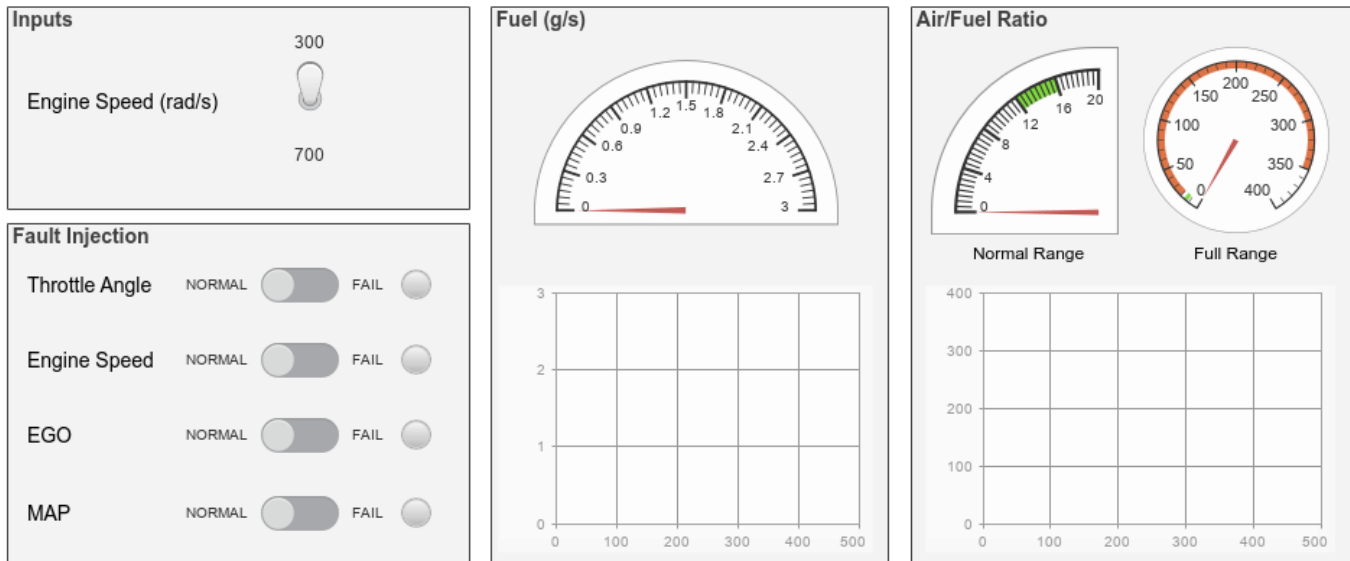 Inputs
300
Engine Speed (rad/s)
700
Fault Injection
Throttle Angle NORMAL FAIL
Engine Speed NORMAL FAIL
EGO NORMAL FAIL
MAP NORMAL FAIL
Fuel (g/s)
0 0.3 0.6 0.9 1.2 1.5 1.8 2.1 2.4 2.7 3
3
2
1
0
0 100 200 300 400 500
Air/Fuel Ratio
0 4 8 12 16 20
Normal Range
0 50 100 150 200 250 300 350 400
Full Range
400
300
200
100
0
0 100 200 300 400 500